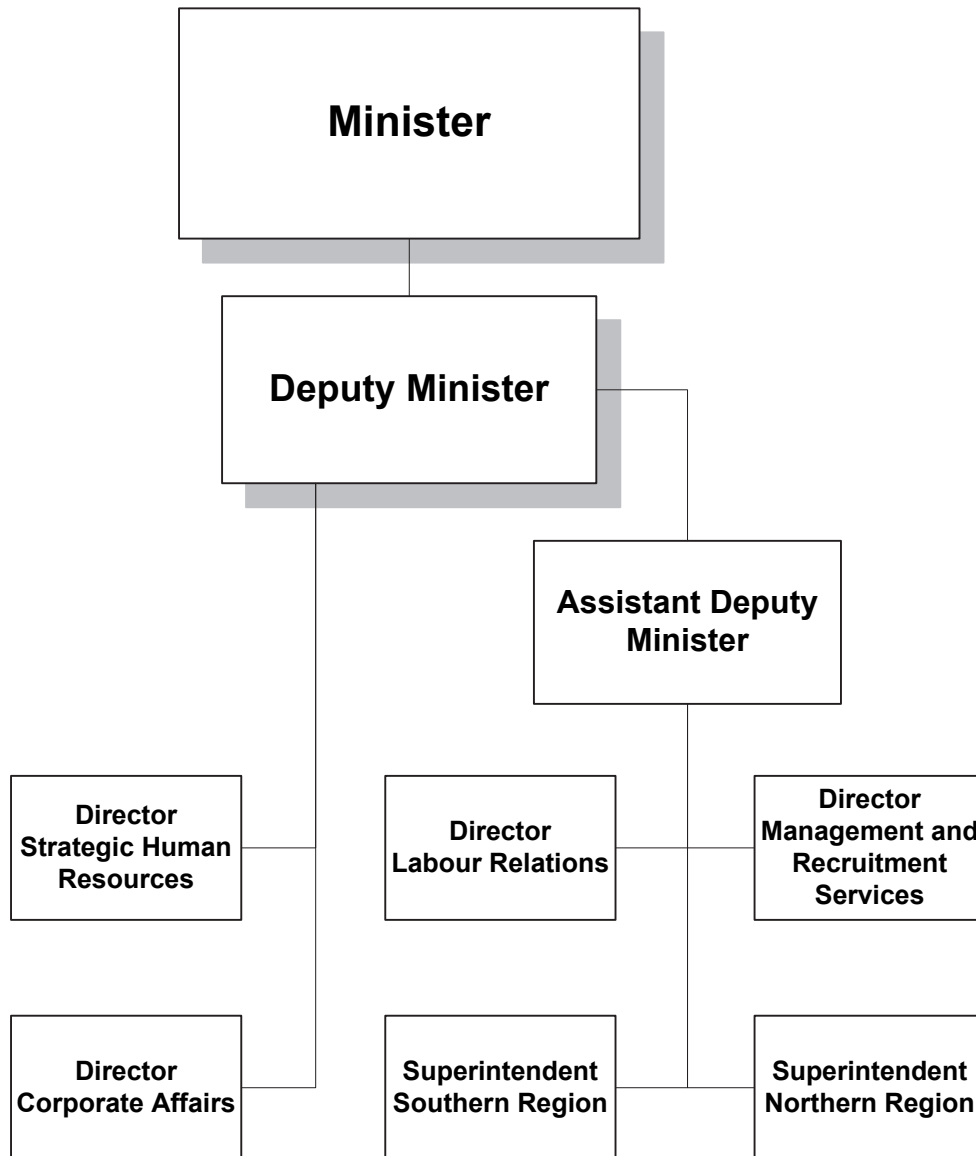 Minister
Deputy Minister
Assistant Deputy
Minister
Director
Strategic Human
Resources
Director
Labour Relations
Director
Management and
Recruitment
Services
Director
Corporate Affairs
Superintendent
Southern Region
Superintendent
Northern Region